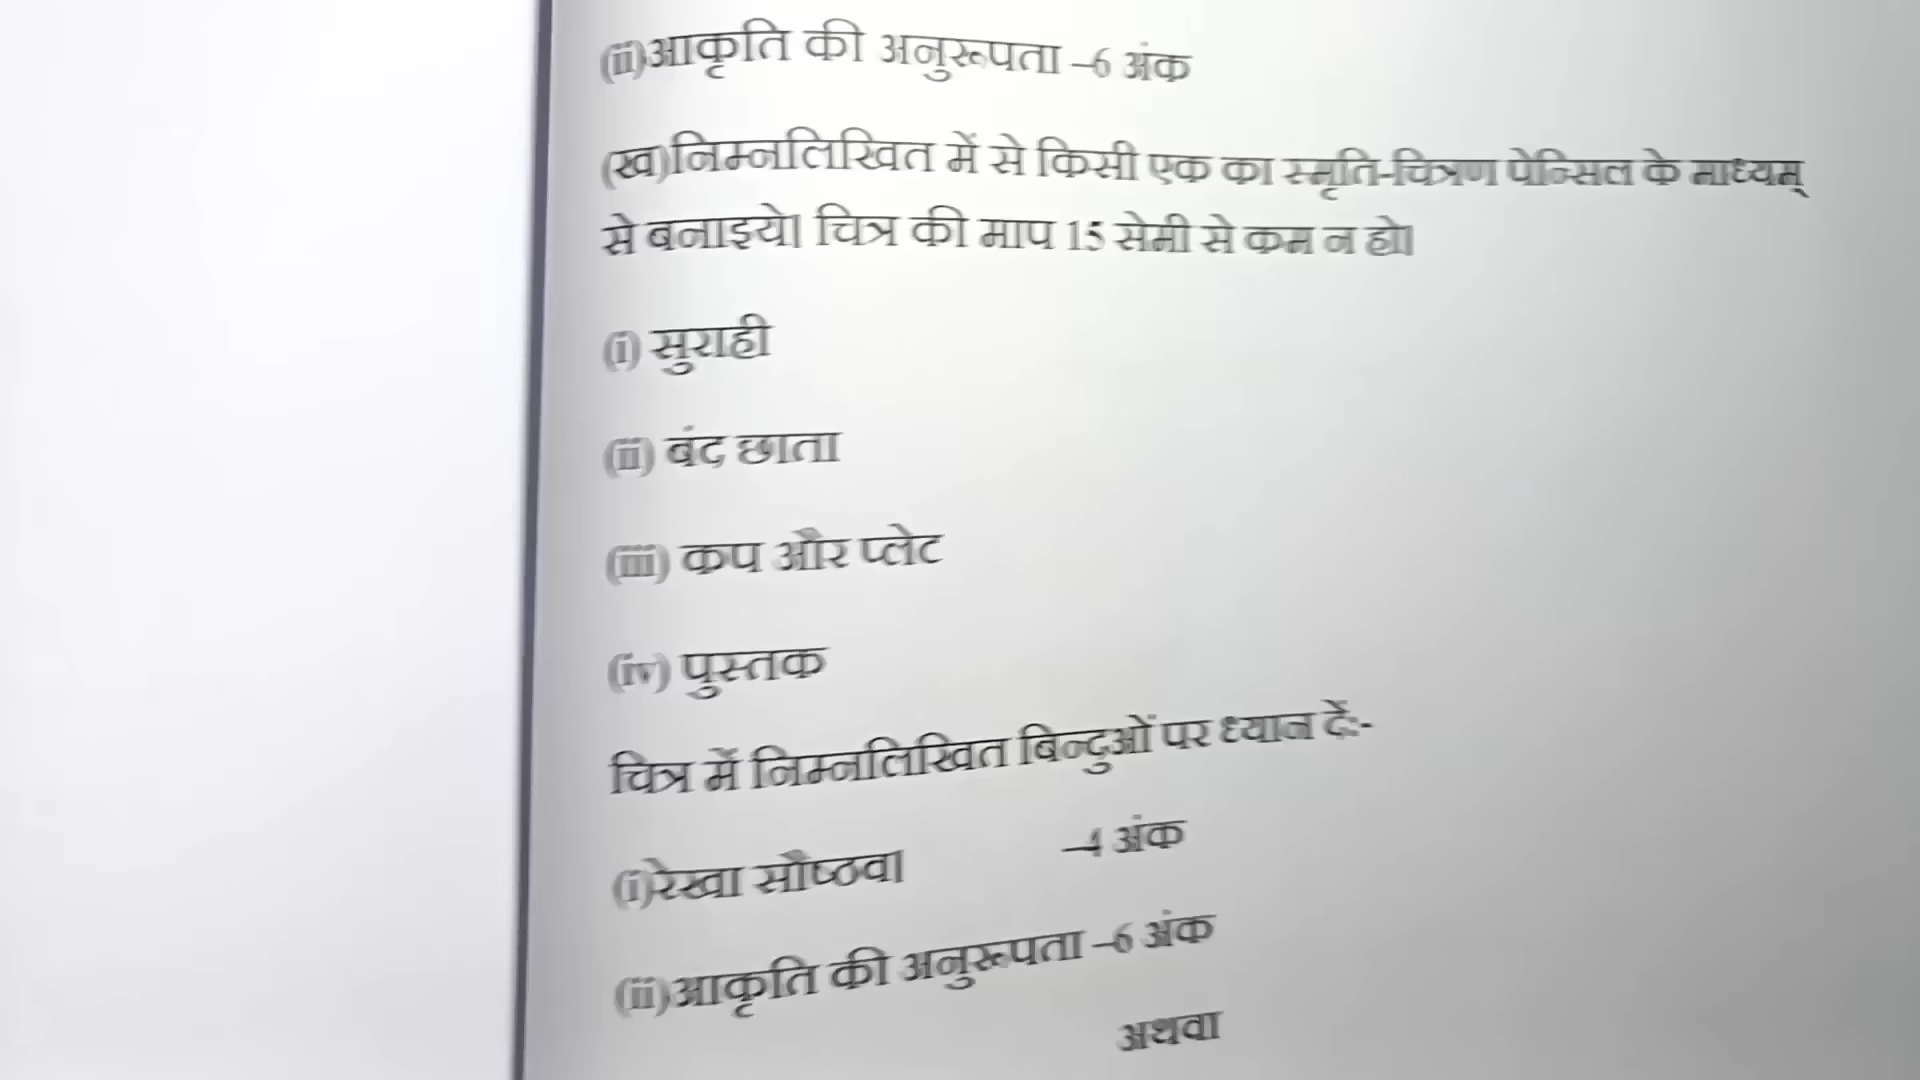 (ii)आकृति की अनुरूपता –6 अंक
(ख)निम्नलिखित में से किसी एक का स्मृति-चित्रण पेन्सिल के माध्यम्
से बनाइये। चित्र की माप 15 सेमी से कम न हो।
(i) सुराही
(ii) बंद छाता
(iii) कप और प्लेट
(iv) पुस्तक
चित्र में निम्नलिखित बिन्दुओं पर ध्यान दें:-
(i)रेखा सौष्ठव। –4 अंक
(ii)आकृति की अनुरूपता –6 अंक
अथवा